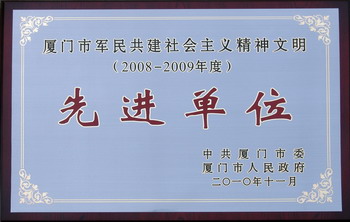 厦门市军民共建社会主义精神文明
(2008-2009年度)
先进单位
中共厦门市委
厦门市人民政府
二〇一〇年十一月